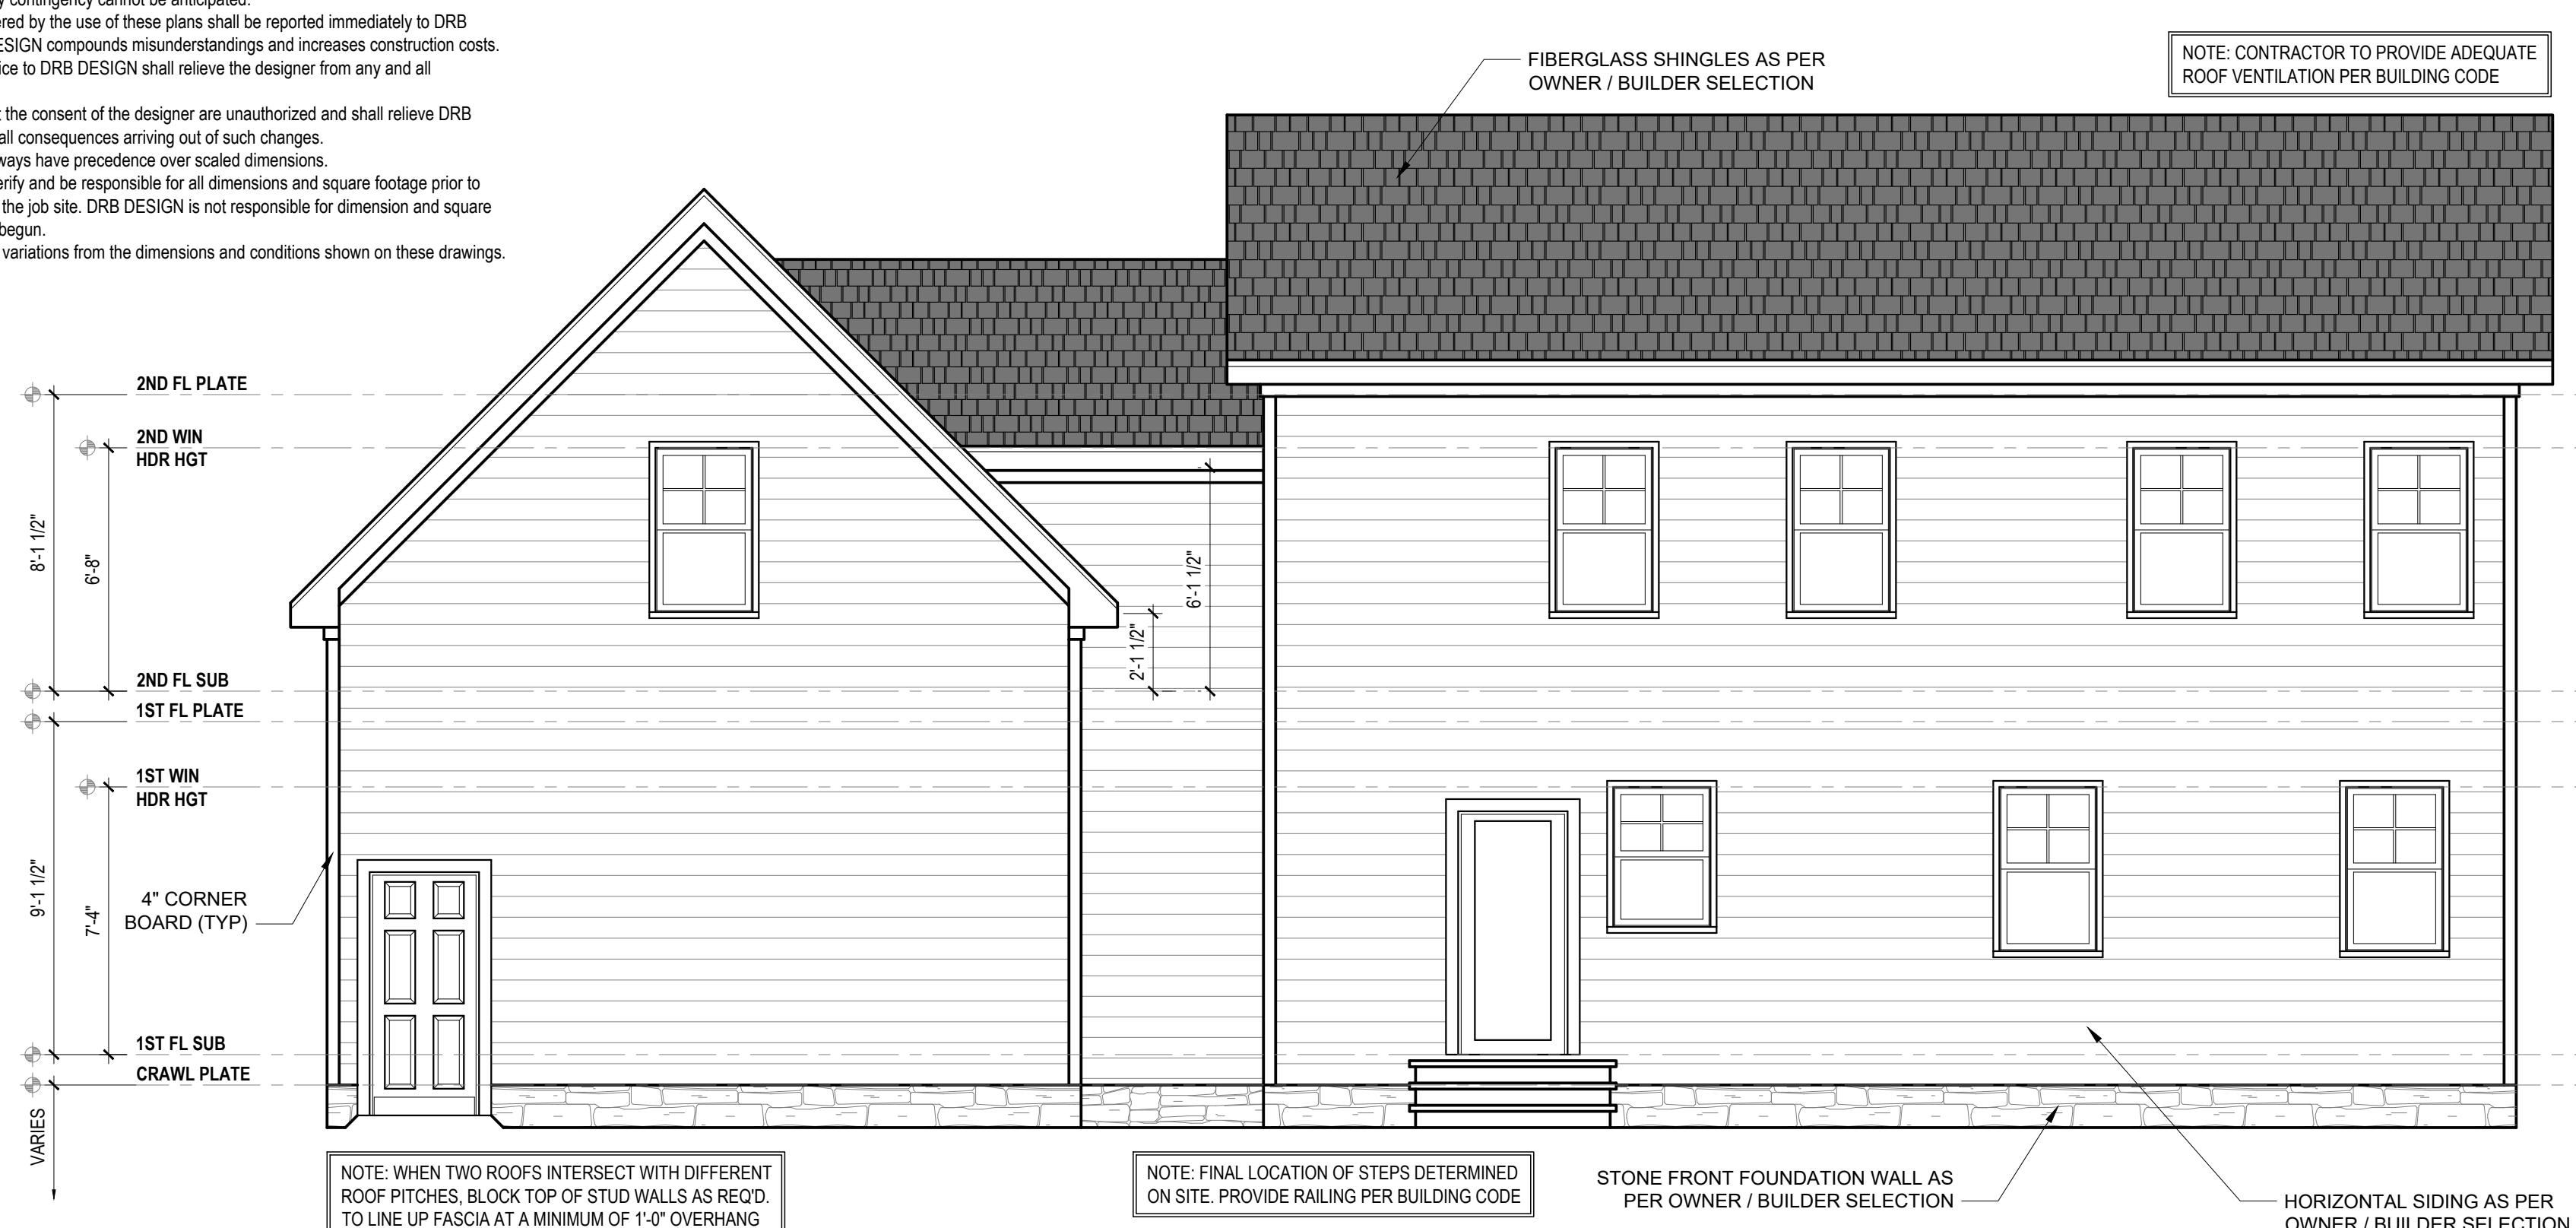 contingency cannot be anticipated.
ered by the use of these plans shall be reported immediately to DRB
ESIGN compounds misunderstandings and increases construction costs.
ice to DRB DESIGN shall relieve the designer from any and all
t the consent of the designer are unauthorized and shall relieve DRB
all consequences arriving out of such changes.
ways have precedence over scaled dimensions.
erify and be responsible for all dimensions and square footage prior to
the job site. DRB DESIGN is not responsible for dimension and square
begun.
variations from the dimensions and conditions shown on these drawings.
FIBERGLASS SHINGLES AS PER
OWNER / BUILDER SELECTION
NOTE: CONTRACTOR TO PROVIDE ADEQUATE
ROOF VENTILATION PER BUILDING CODE
2ND FL PLATE
2ND WIN
HDR HGT
8'-1 1/2"
6'-8"
6'-1 1/2"
2'-1 1/2"
2ND FL SUB
1ST FL PLATE
1ST WIN
HDR HGT
9'-1 1/2"
7'-4"
4" CORNER
BOARD (TYP)
1ST FL SUB
CRAWL PLATE
VARIES
NOTE: WHEN TWO ROOFS INTERSECT WITH DIFFERENT
ROOF PITCHES, BLOCK TOP OF STUD WALLS AS REQ'D.
TO LINE UP FASCIA AT A MINIMUM OF 1'-0" OVERHANG
NOTE: FINAL LOCATION OF STEPS DETERMINED
ON SITE. PROVIDE RAILING PER BUILDING CODE
STONE FRONT FOUNDATION WALL AS
PER OWNER / BUILDER SELECTION
HORIZONTAL SIDING AS PER
OWNER / BUILDER SELECTION